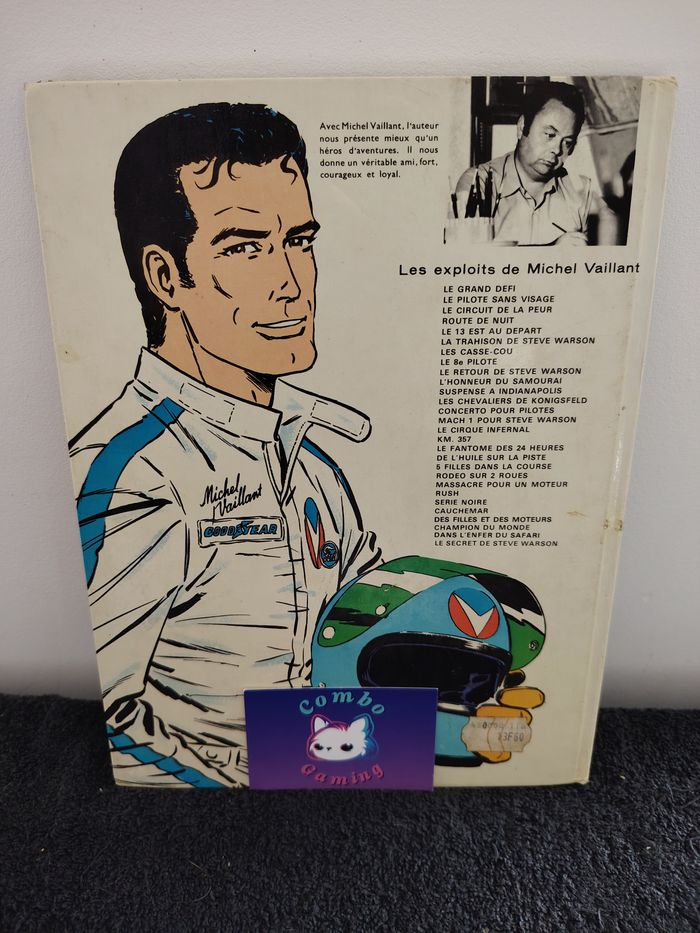 Avec Michel Vaillant, l'auteur
nous présente mieux qu'un
héros d'aventures. Il nous
donne un véritable ami, fort,
courageux et loyal.
Les exploits de Michel Vaillant
LE GRAND DEFI
LE PILOTE SANS VISAGE
LE CIRCUIT DE LA PEUR
ROUTE DE NUIT
LE 13 EST AU DEPART
LA TRAHISON DE STEVE WARSON
LES CASSE-COU
LE 8e PILOTE
LE RETOUR DE STEVE WARSON
L'HONNEUR DU SAMOURAI
SUSPENSE A INDIANAPOLIS
LES CHEVALIERS DE KONIGSFELD
CONCERTO POUR PILOTES
MACH 1 POUR STEVE WARSON
LE CIRQUE INFERNAL
KM. 357
LE FANTOME DES 24 HEURES
DE L'HUILE SUR LA PISTE
5 FILLES DANS LA COURSE
RODEO SUR 2 ROUES
MASSACRE POUR UN MOTEUR
RUSH
SERIE NOIRE
CAUCHEMAR
DES FILLES ET DES MOTEURS
CHAMPION DU MONDE
DANS L'ENFER DU SAFARI
LE SECRET DE STEVE WARSON
Michel
Vaillant
GOODYEAR
Combo
Gaming